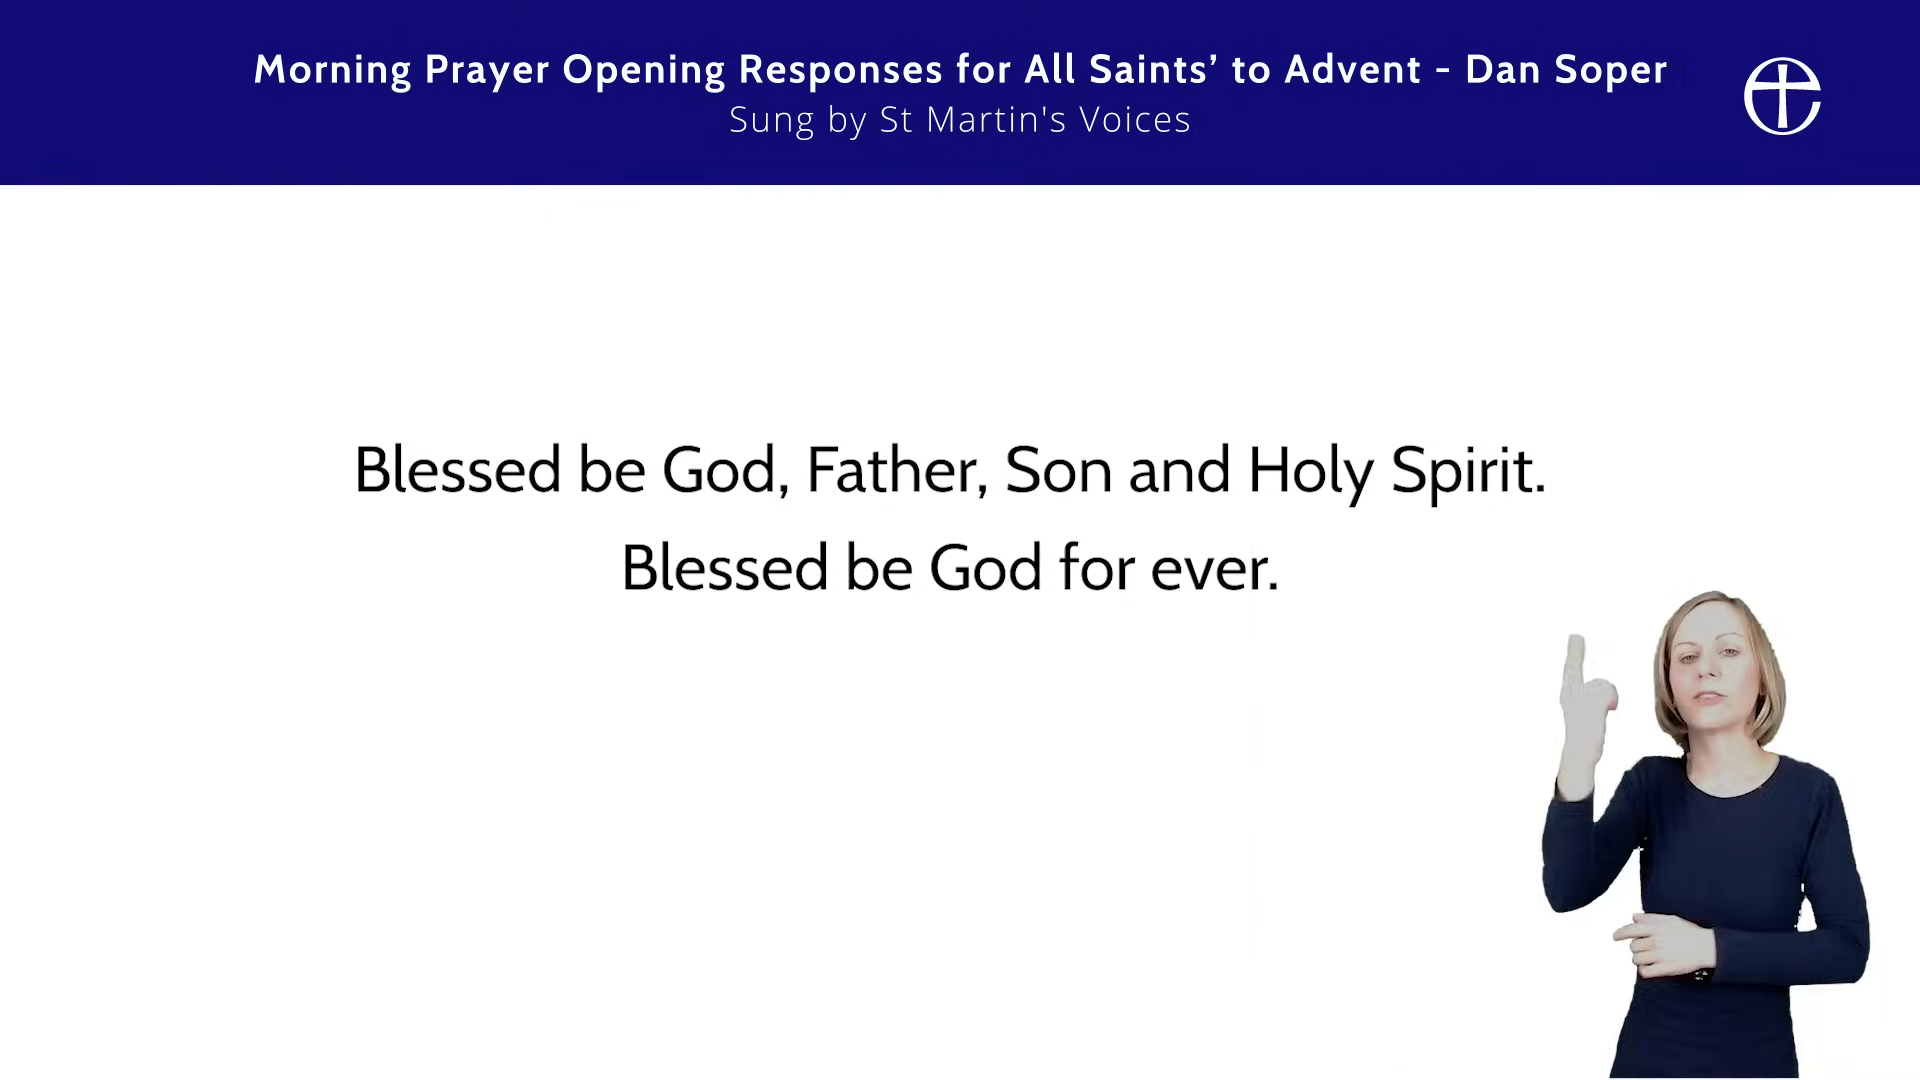 Morning Prayer Opening Responses for All Saints’ to Advent - Dan Soper
Sung by St Martin's Voices
Blessed be God, Father, Son and Holy Spirit.
Blessed be God for ever.